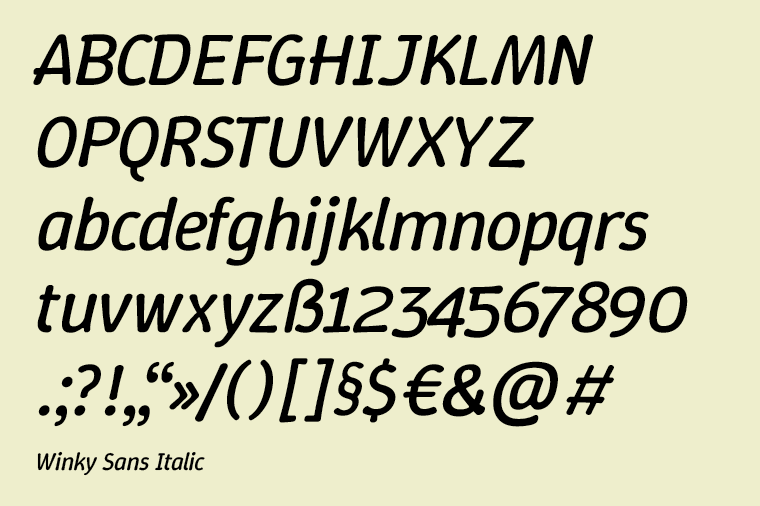 ABCDEFGHIJKLMN
OPQRSTUVWXYZ
abcdefghijklmnopqrs
tuvwxyzß1234567890
.,;?!„“»/()[]§$€&@#
Winky Sans Italic